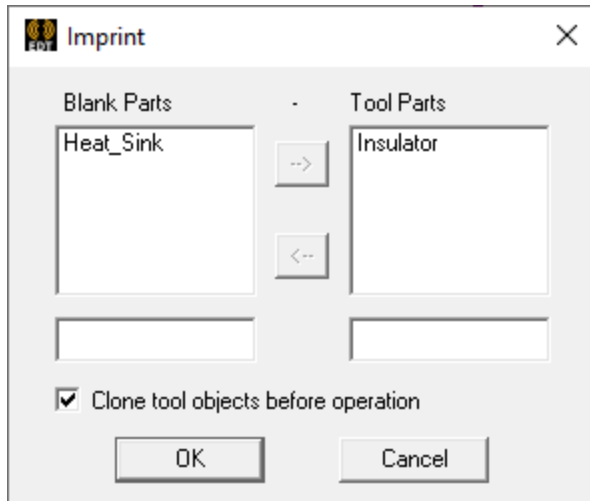 EDT
Imprint
Blank Parts - Tool Parts
Heat_Sink
Insulator
-->
<--
Clone tool objects before operation
OK
Cancel